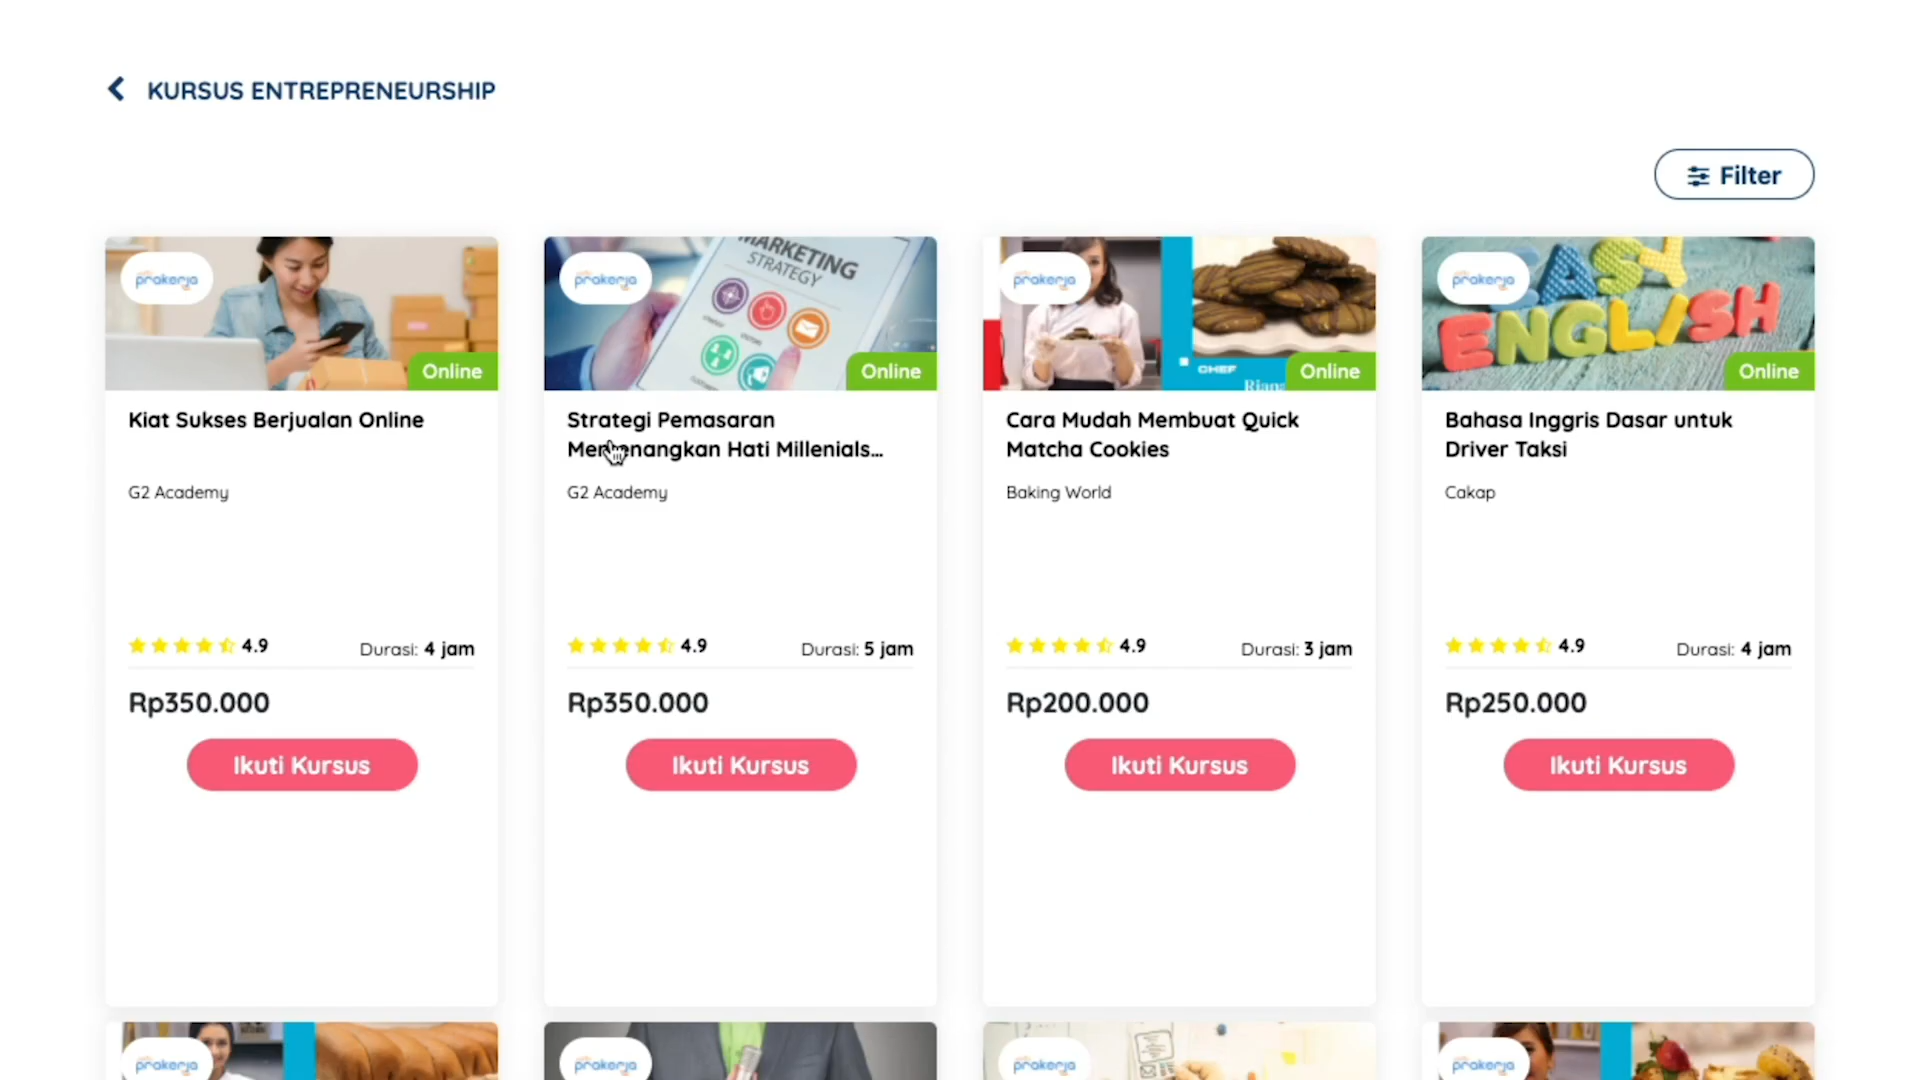 KURSUS ENTREPRENEURSHIP
Filter
prakerja
Online
Kiat Sukses Berjualan Online
G2 Academy
4.9
Durasi: 4 jam
Rp350.000
Ikuti Kursus
prakerja
MARKETING
STRATEGY
Online
Strategi Pemasaran
Memenangkan Hati Millenials...
G2 Academy
4.9
Durasi: 5 jam
Rp350.000
Ikuti Kursus
prakerja
CHEF
Riana
Online
Cara Mudah Membuat Quick
Matcha Cookies
Baking World
4.9
Durasi: 3 jam
Rp200.000
Ikuti Kursus
prakerja
EASY
ENGLISH
Online
Bahasa Inggris Dasar untuk
Driver Taksi
Cakap
4.9
Durasi: 4 jam
Rp250.000
Ikuti Kursus
prakerja
prakerja
prakerja
prakerja